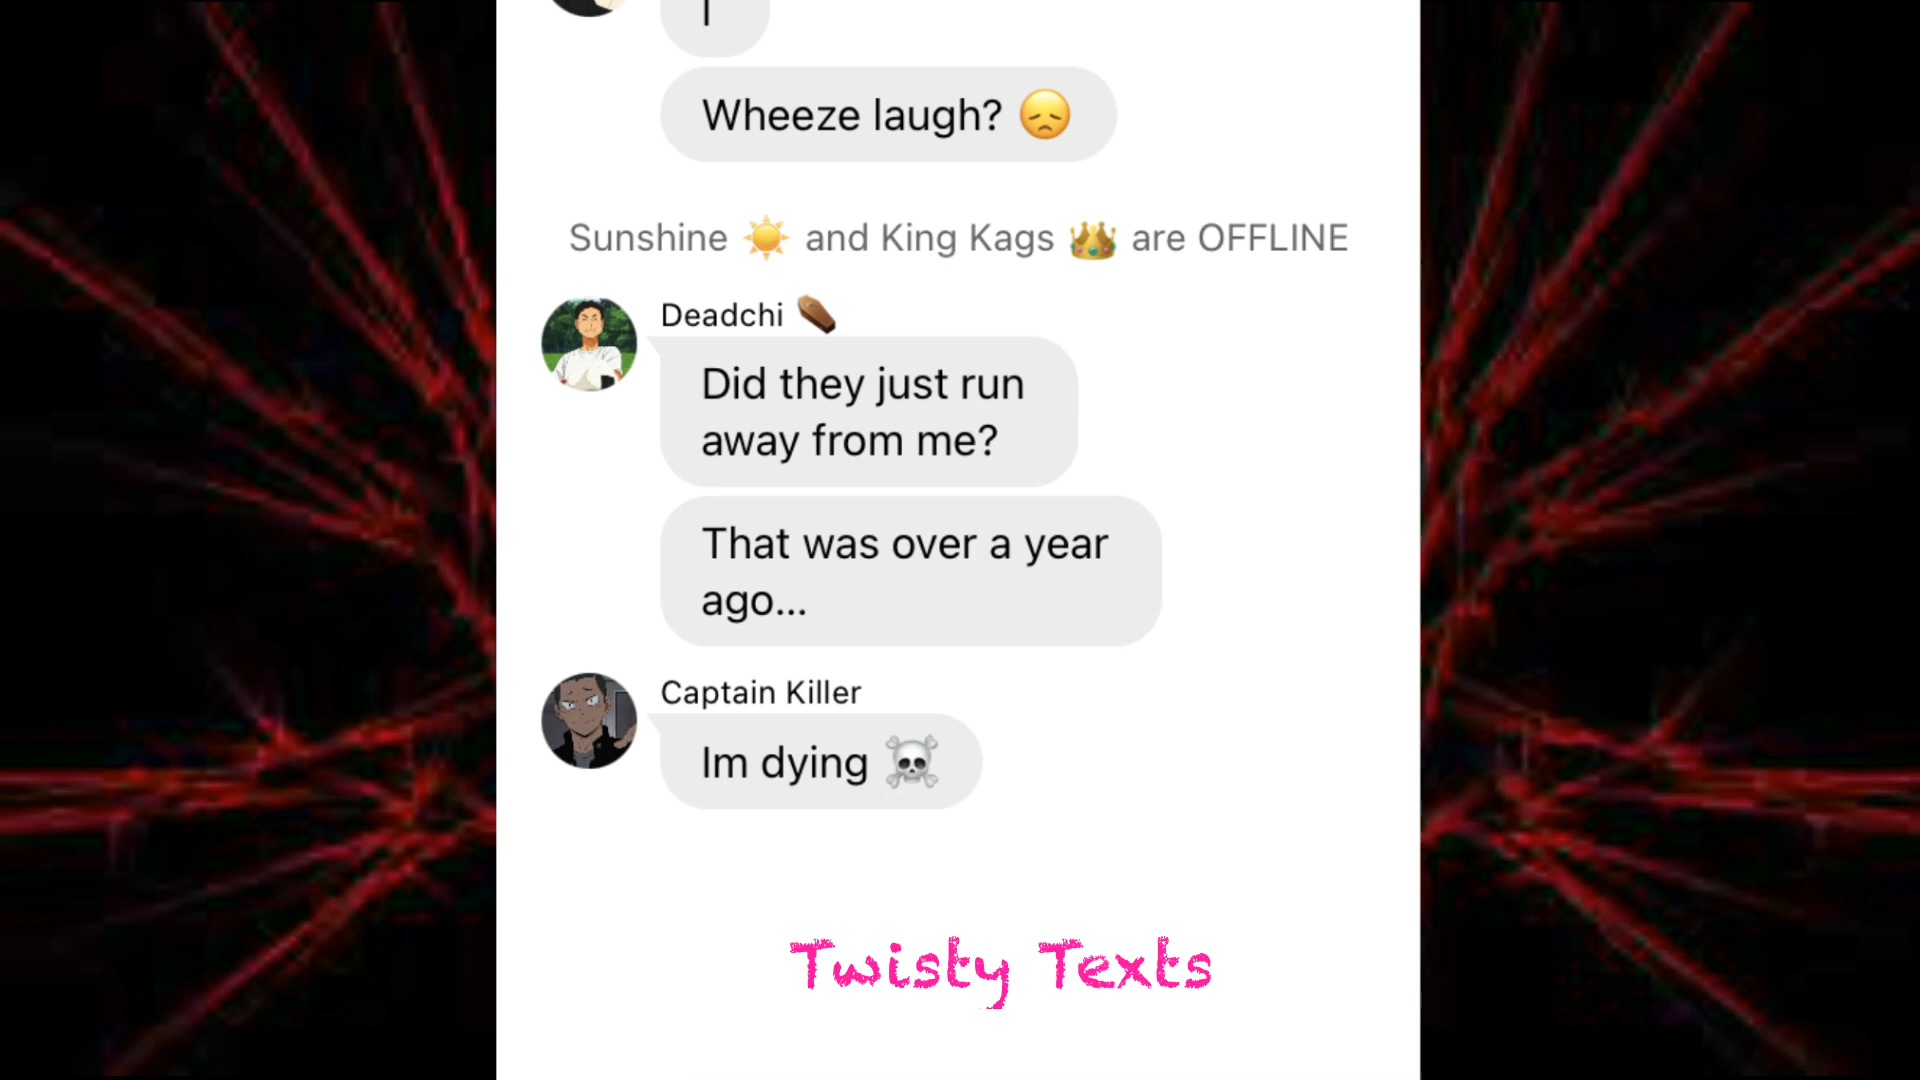 Wheeze laugh? 😞
Sunshine ☀️ and King Kags 👑 are OFFLINE
Deadchi ⚰️
Did they just run
away from me?
That was over a year
ago...
Captain Killer
Im dying ☠️
Twisty Texts